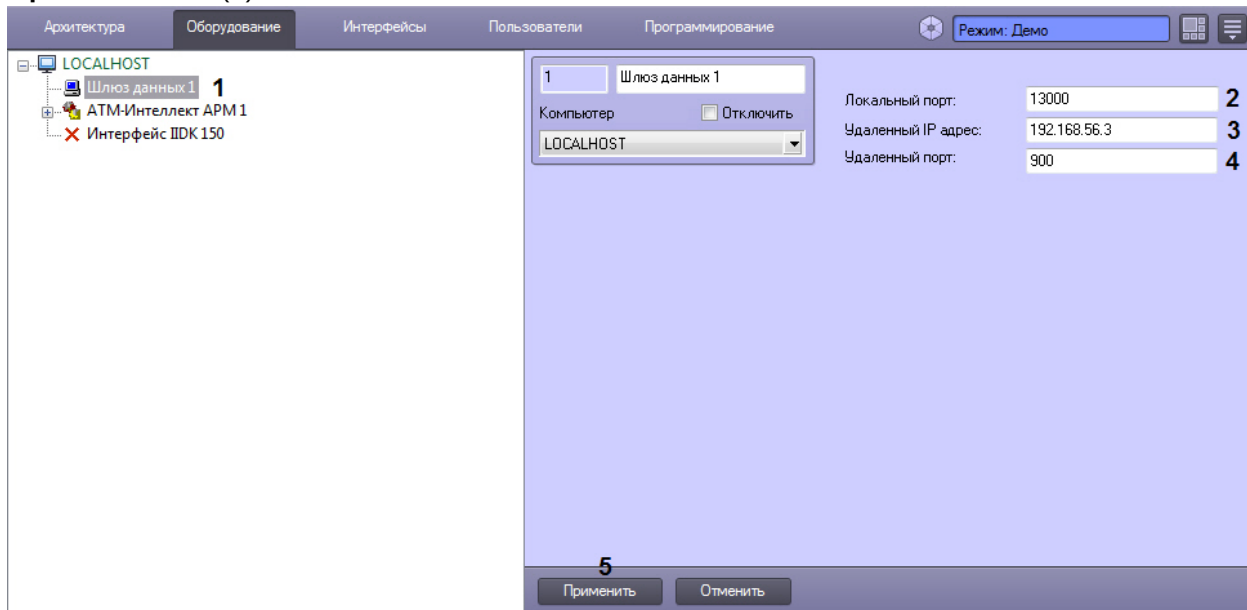 Архитектура Оборудование Интерфейсы Пользователи Программирование Режим: Демо
LOCALHOST
Шлюз данных 1 1
АТМ-Интеллект АРМ 1
Интерфейс IIDK 150
1 Шлюз данных 1
Компьютер Отключить
LOCALHOST
Локальный порт: 13000 2
Удаленный IP адрес: 192.168.56.3 3
Удаленный порт: 900 4
5
Применить Отменить